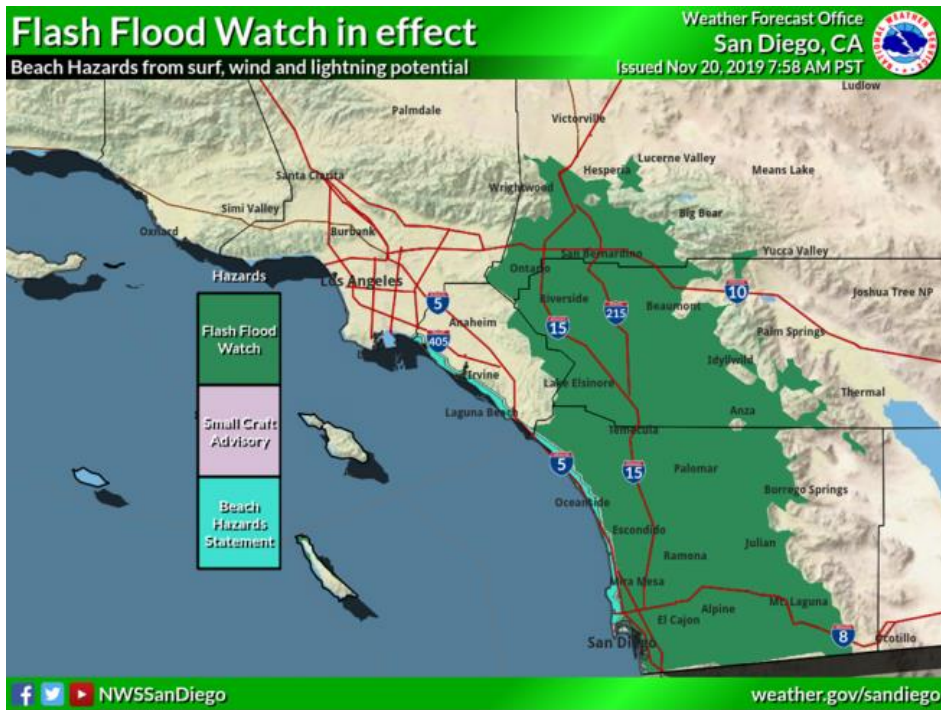 Flash Flood Watch in effect
Beach Hazards from surf, wind and lightning potential
Weather Forecast Office
San Diego, CA
Issued Nov 20, 2019 7:58 AM PST
NATIONAL WEATHER SERVICE
Ludlow
Palmdale
Victorville
Lucerne Valley
Hesperia
Means Lake
Santa Clarita
Wrightwood
Simi Valley
Big Bear
Oxnard
Burbank
San Bernardino
Yucca Valley
Hazards
Los Angeles
Ontario
10
Joshua Tree NP
5
Riverside
215
Beaumont
Flash Flood
Watch
405
Anaheim
15
Palm Springs
Irvine
Idyllwild
Lake Elsinore
Thermal
Small Craft
Advisory
Laguna Beach
Anza
Temecula
5
15
Palomar
Beach
Hazards
Statement
Oceanside
Borrego Springs
Escondido
Julian
Ramona
Mira Mesa
Alpine
Mt. Laguna
El Cajon
8
Ocotillo
San Diego
NWSSanDiego
weather.gov/sandiego